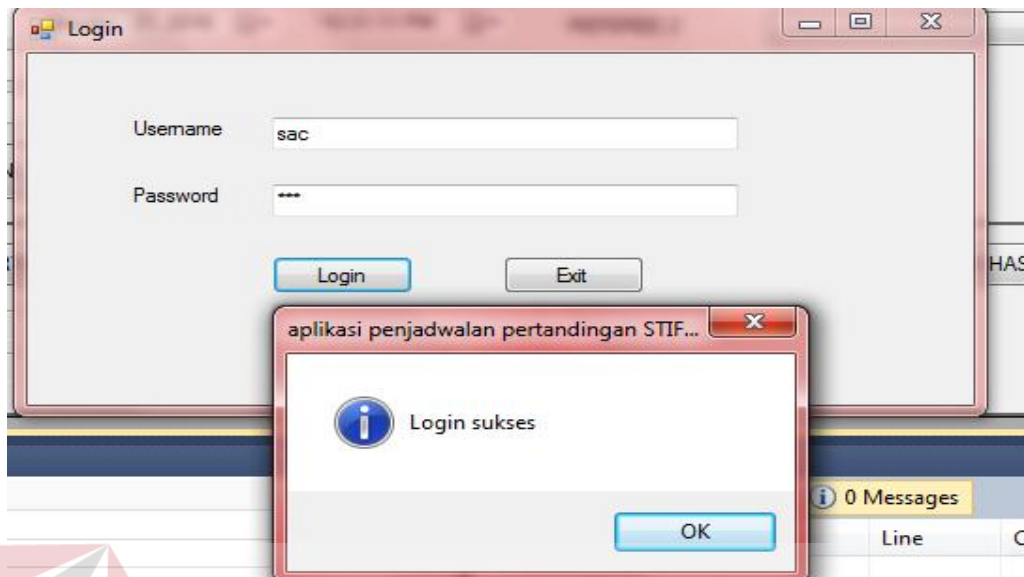 Login
Username
sac
Password
***
Login
Exit
HAS
aplikasi penjadwalan pertandingan STIF...
Login sukses
OK
0 Messages
Line